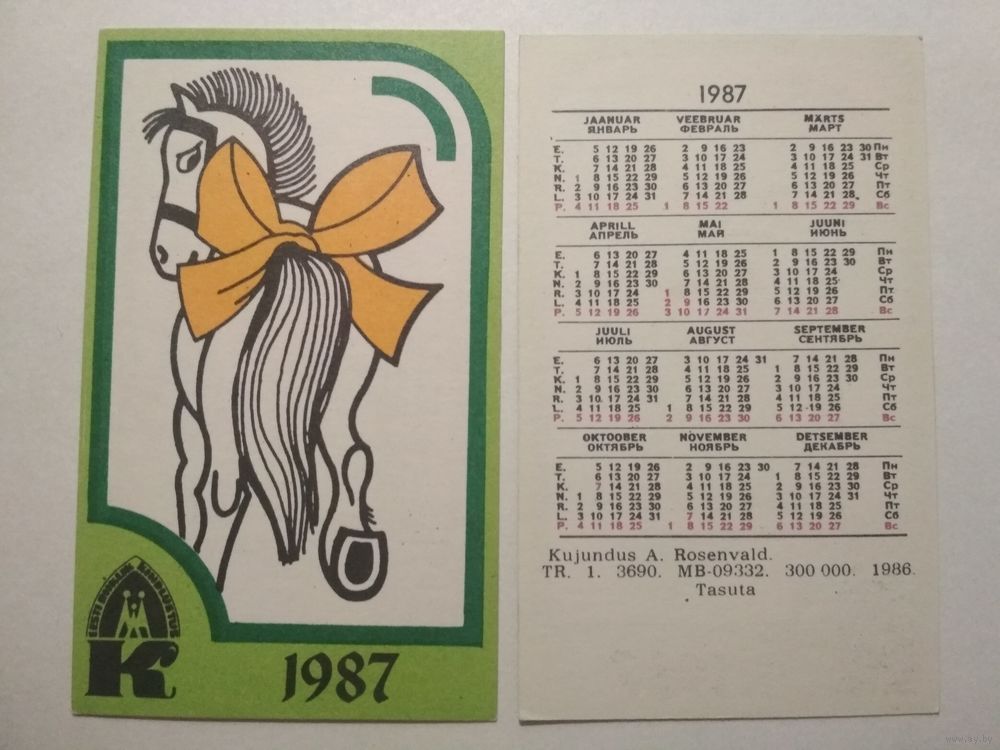 EESTI RIIKLIK KINDLUSTUS
K
1987
1987
JAANUAR VEEBRUAR MÄRTS
ЯНВАРЬ ФЕВРАЛЬ МАРТ
E. 5 12 19 26 2 9 16 23 2 9 16 23 30 Пн
T. 6 13 20 27 3 10 17 24 3 10 17 24 31 Вт
K. 7 14 21 28 4 11 18 25 4 11 18 25 Ср
N. 1 8 15 22 29 5 12 19 26 5 12 19 26 Чт
R. 2 9 16 23 30 6 13 20 27 6 13 20 27 Пт
L. 3 10 17 24 31 7 14 21 28 7 14 21 28 Сб
P. 4 11 18 25 1 8 15 22 1 8 15 22 29 Вс
APRILL MAI JUUNI
АПРЕЛЬ МАЙ ИЮНЬ
E. 6 13 20 27 4 11 18 25 1 8 15 22 29 Пн
T. 7 14 21 28 5 12 19 26 2 9 16 23 30 Вт
K. 1 8 15 22 29 6 13 20 27 3 10 17 24 Ср
N. 2 9 16 23 30 7 14 21 28 4 11 18 25 Чт
R. 3 10 17 24 1 8 15 22 29 5 12 19 26 Пт
L. 4 11 18 25 2 9 16 23 30 6 13 20 27 Сб
P. 5 12 19 26 3 10 17 24 31 7 14 21 28 Вс
JUULI AUGUST SEPTEMBER
ИЮЛЬ АВГУСТ СЕНТЯБРЬ
E. 6 13 20 27 3 10 17 24 31 7 14 21 28 Пн
T. 7 14 21 28 4 11 18 25 1 8 15 22 29 Вт
K. 1 8 15 22 29 5 12 19 26 2 9 16 23 30 Ср
N. 2 9 16 23 30 6 13 20 27 3 10 17 24 Чт
R. 3 10 17 24 31 7 14 21 28 4 11 18 25 Пт
L. 4 11 18 25 1 8 15 22 29 5 12 19 26 Сб
P. 5 12 19 26 2 9 16 23 30 6 13 20 27 Вс
OKTOOBER NOVEMBER DETSEMBER
ОКТЯБРЬ НОЯБРЬ ДЕКАБРЬ
E. 5 12 19 26 2 9 16 23 30 7 14 21 28 Пн
T. 6 13 20 27 3 10 17 24 1 8 15 22 29 Вт
K. 7 14 21 28 4 11 18 25 2 9 16 23 30 Ср
N. 1 8 15 22 29 5 12 19 26 3 10 17 24 31 Чт
R. 2 9 16 23 30 6 13 20 27 4 11 18 25 Пт
L. 3 10 17 24 31 7 14 21 28 5 12 19 26 Сб
P. 4 11 18 25 1 8 15 22 29 6 13 20 27 Вс
Kujundus A. Rosenvald.
TR. 1. 3690. MB-09332. 300 000. 1986.
Tasuta
www.ay.by